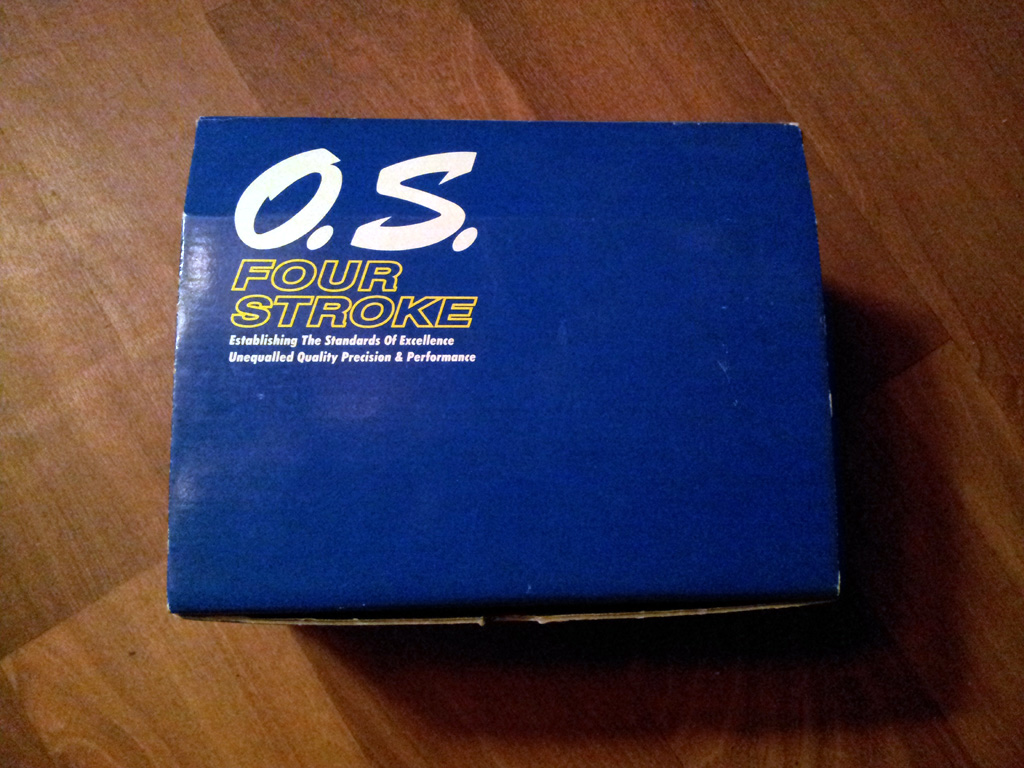 O.S.
FOUR
STROKE
Establishing The Standards Of Excellence
Unequalled Quality Precision & Performance